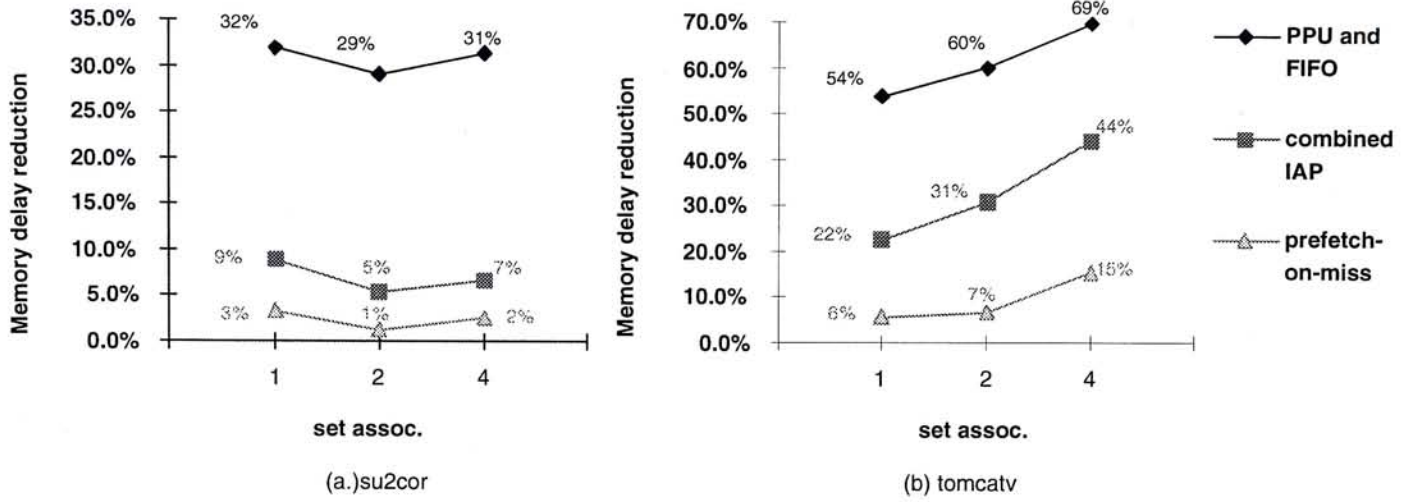 Memory delay reduction
35.0%
30.0%
25.0%
20.0%
15.0%
10.0%
5.0%
0.0%
32%
29%
31%
9%
5%
7%
3%
1%
2%
1 2 4
set assoc.
(a.)su2cor
Memory delay reduction
70.0%
60.0%
50.0%
40.0%
30.0%
20.0%
10.0%
0.0%
54%
60%
69%
22%
31%
44%
6%
7%
15%
1 2 4
set assoc.
(b) tomcatv
PPU and
FIFO
combined
IAP
prefetch-
on-miss